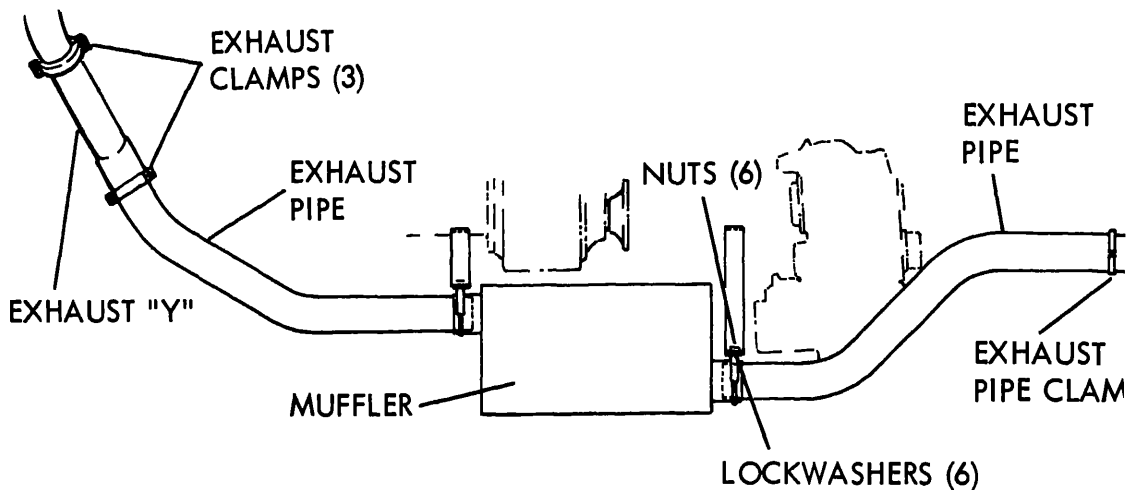 EXHAUST
CLAMPS (3)
EXHAUST
PIPE
EXHAUST
PIPE
NUTS (6)
EXHAUST "Y"
MUFFLER
EXHAUST
PIPE CLAM
LOCKWASHERS (6)